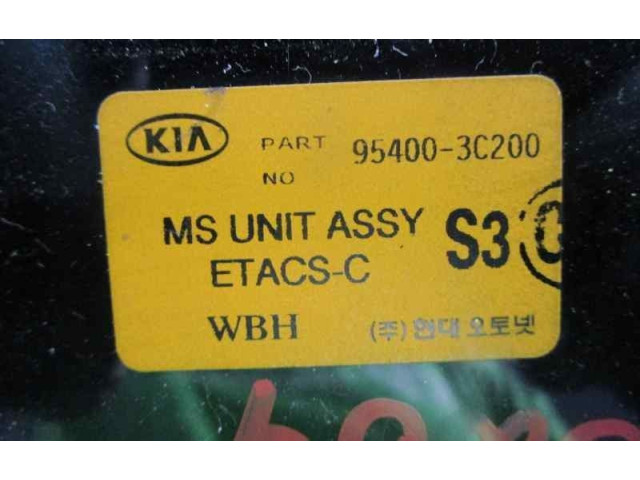 KIA PART NO 95400-3C200
MS UNIT ASSY S3
ETACS-C
WBH (주)현대오토넷